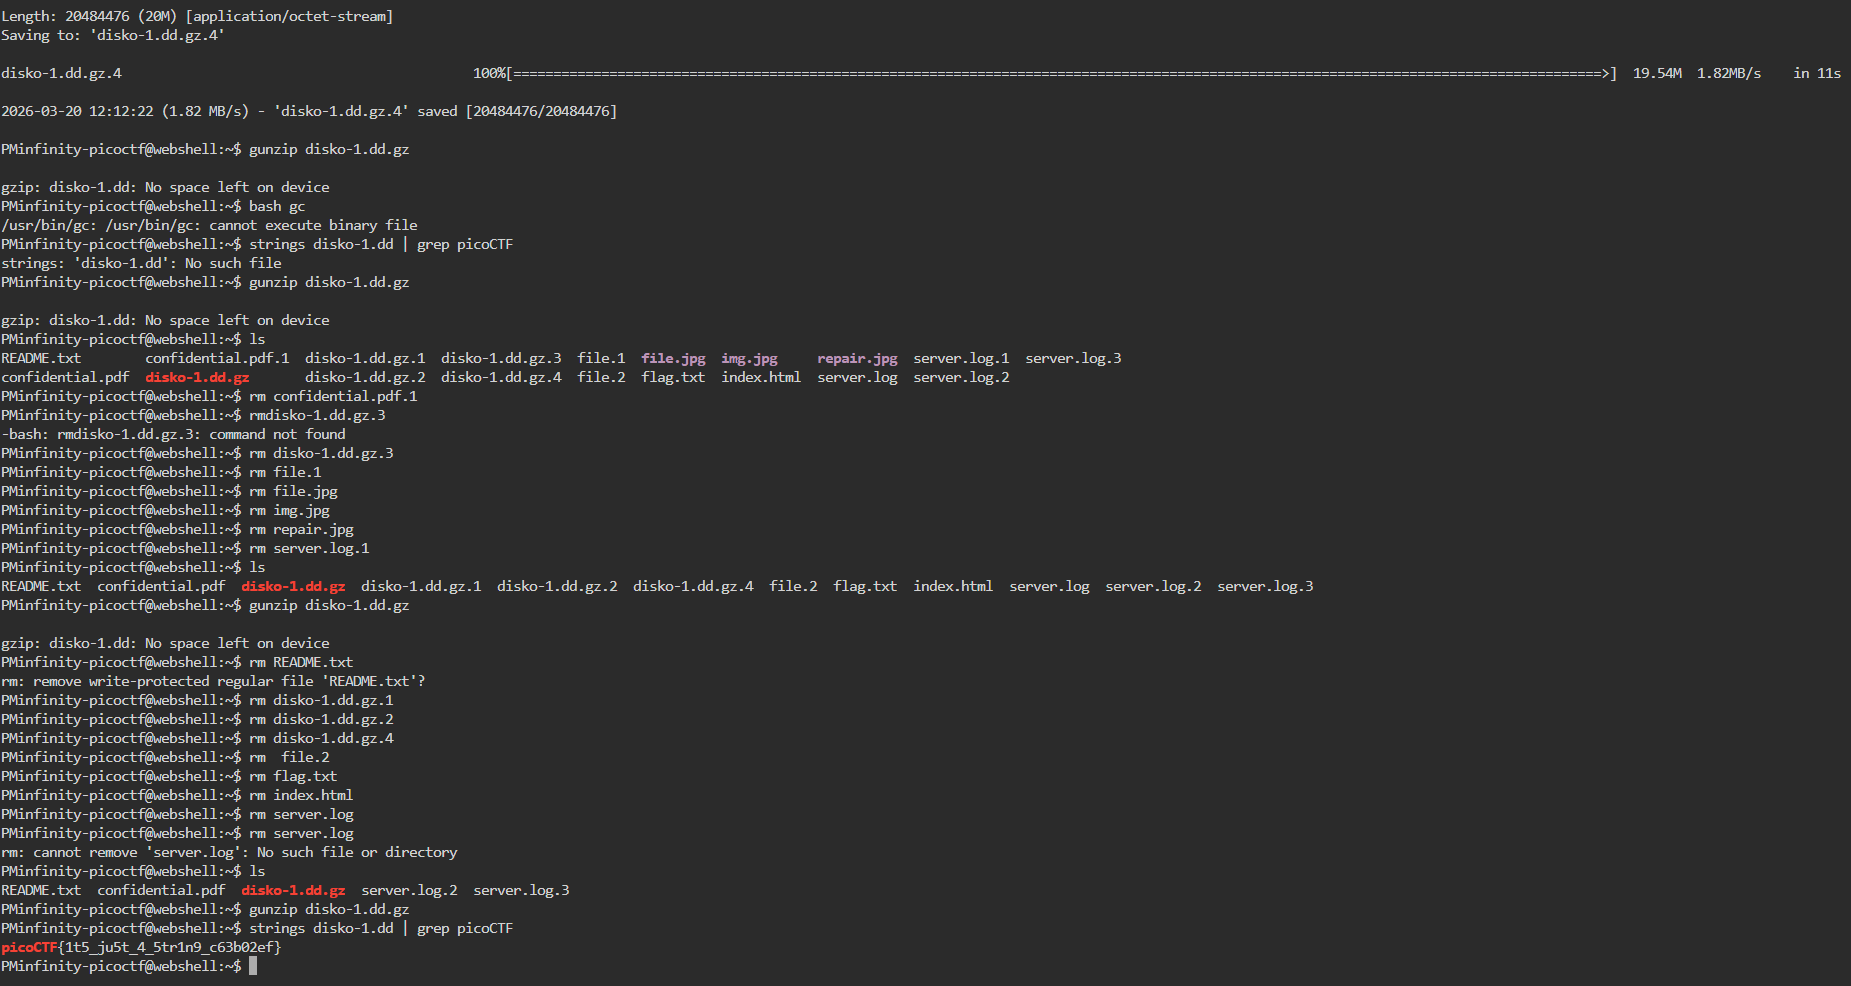 Length: 20484476 (20M) [application/octet-stream]
Saving to: 'disko-1.dd.gz.4'
disko-1.dd.gz.4 100%[=========================================================================================================================================>] 19.54M 1.82MB/s in 11s
2026-03-20 12:12:22 (1.82 MB/s) - 'disko-1.dd.gz.4' saved [20484476/20484476]
PMinfinity-picoctf@webshell:~$ gunzip disko-1.dd.gz
gzip: disko-1.dd: No space left on device
PMinfinity-picoctf@webshell:~$ bash gc
/usr/bin/gc: /usr/bin/gc: cannot execute binary file
PMinfinity-picoctf@webshell:~$ strings disko-1.dd | grep picoCTF
strings: 'disko-1.dd': No such file
PMinfinity-picoctf@webshell:~$ gunzip disko-1.dd.gz
gzip: disko-1.dd: No space left on device
PMinfinity-picoctf@webshell:~$ ls
README.txt confidential.pdf.1 disko-1.dd.gz.1 disko-1.dd.gz.3 file.1 file.jpg img.jpg repair.jpg server.log.1 server.log.3
confidential.pdf disko-1.dd.gz disko-1.dd.gz.2 disko-1.dd.gz.4 file.2 flag.txt index.html server.log server.log.2
PMinfinity-picoctf@webshell:~$ rm confidential.pdf.1
PMinfinity-picoctf@webshell:~$ rmdisko-1.dd.gz.3
-bash: rmdisko-1.dd.gz.3: command not found
PMinfinity-picoctf@webshell:~$ rm disko-1.dd.gz.3
PMinfinity-picoctf@webshell:~$ rm file.1
PMinfinity-picoctf@webshell:~$ rm file.jpg
PMinfinity-picoctf@webshell:~$ rm img.jpg
PMinfinity-picoctf@webshell:~$ rm repair.jpg
PMinfinity-picoctf@webshell:~$ rm server.log.1
PMinfinity-picoctf@webshell:~$ ls
README.txt confidential.pdf disko-1.dd.gz disko-1.dd.gz.1 disko-1.dd.gz.2 disko-1.dd.gz.4 file.2 flag.txt index.html server.log server.log.2 server.log.3
PMinfinity-picoctf@webshell:~$ gunzip disko-1.dd.gz
gzip: disko-1.dd: No space left on device
PMinfinity-picoctf@webshell:~$ rm README.txt
rm: remove write-protected regular file 'README.txt'?
PMinfinity-picoctf@webshell:~$ rm disko-1.dd.gz.1
PMinfinity-picoctf@webshell:~$ rm disko-1.dd.gz.2
PMinfinity-picoctf@webshell:~$ rm disko-1.dd.gz.4
PMinfinity-picoctf@webshell:~$ rm  file.2
PMinfinity-picoctf@webshell:~$ rm flag.txt
PMinfinity-picoctf@webshell:~$ rm index.html
PMinfinity-picoctf@webshell:~$ rm server.log
PMinfinity-picoctf@webshell:~$ rm server.log
rm: cannot remove 'server.log': No such file or directory
PMinfinity-picoctf@webshell:~$ ls
README.txt confidential.pdf disko-1.dd.gz server.log.2 server.log.3
PMinfinity-picoctf@webshell:~$ gunzip disko-1.dd.gz
PMinfinity-picoctf@webshell:~$ strings disko-1.dd | grep picoCTF
picoCTF{1t5_ju5t_4_5tr1n9_c63b02ef}
PMinfinity-picoctf@webshell:~$